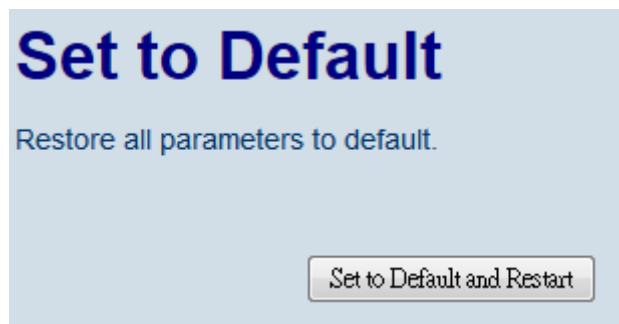 Set to Default
Restore all parameters to default.
Set to Default and Restart